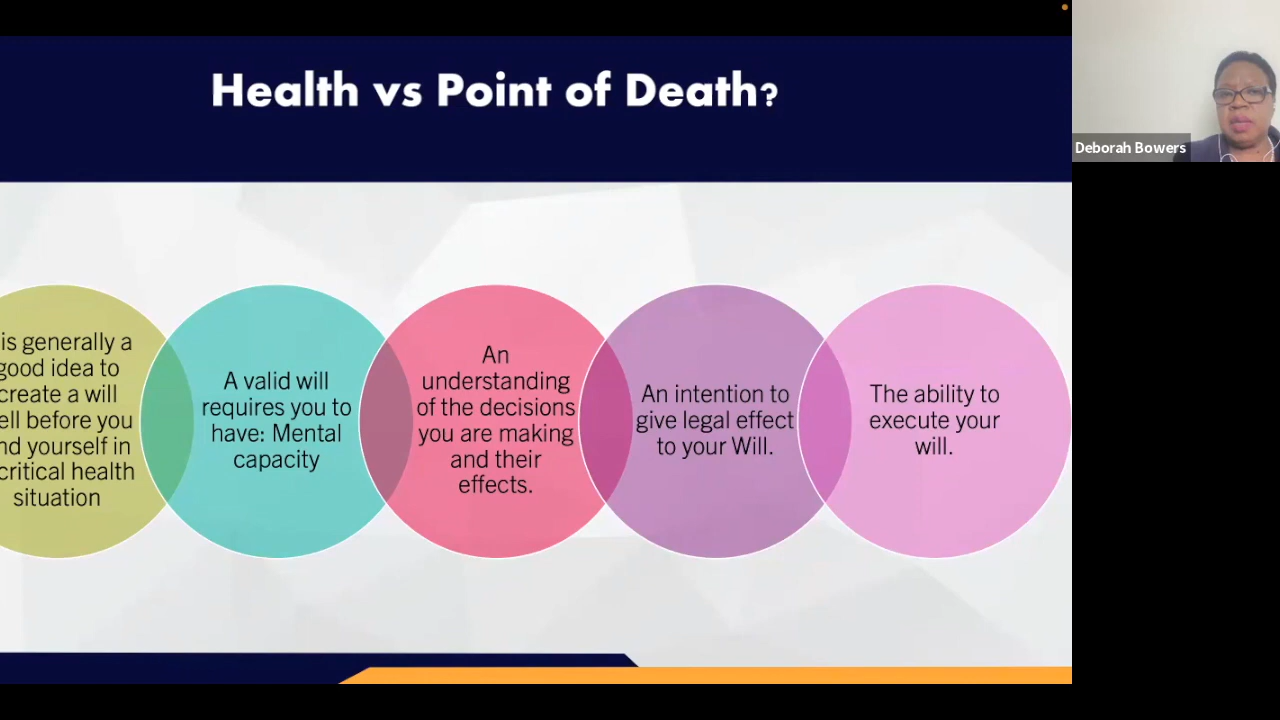 Health vs Point of Death?
Deborah Bowers
is generally a
good idea to
create a will
ell before you
nd yourself in
critical health
situation
A valid will
requires you to
have: Mental
capacity
An
understanding
of the decisions
you are making
and their
effects.
An intention to
give legal effect
to your Will.
The ability to
execute your
will.